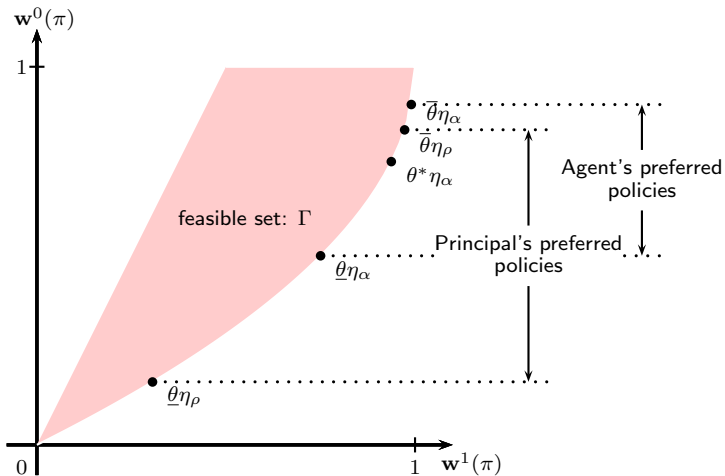 𝐰⁰(π)
1
θ̅η_α
θ̅η_ρ
θ*η_α
Agent's preferred
policies
feasible set: Γ
Principal's preferred
policies
θ̲η_α
θ̲η_ρ
0
1
𝐰¹(π)